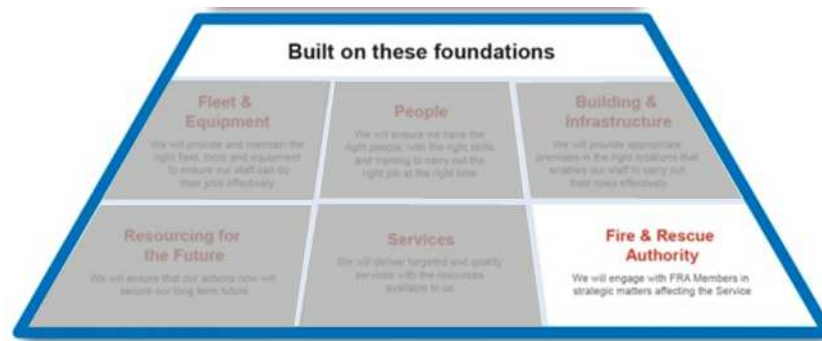 Built on these foundations
Fleet &
Equipment
We will provide and maintain the
right fleet, tools and equipment
to ensure our staff can do
their jobs effectively
People
We will ensure we have the
right people, with the right skills
and training to carry out the
right job at the right time
Building &
Infrastructure
We will provide appropriate
premises in the right locations that
enables our staff to carry out
their roles effectively
Resourcing for
the Future
We will ensure that our actions now will
secure our long term future
Services
We will deliver targeted and quality
services with the resources
available to us
Fire & Rescue
Authority
We will engage with FRA Members in
strategic matters affecting the Service